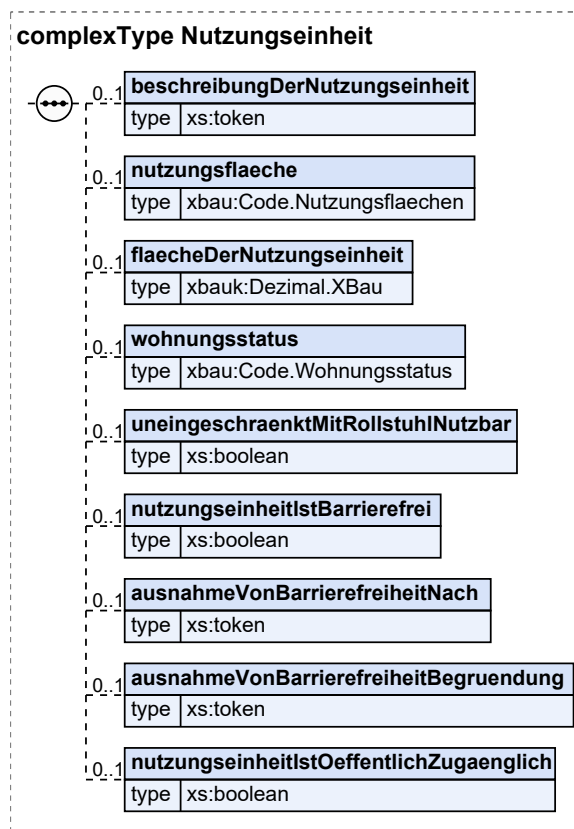 complexType Nutzungseinheit
0..1 beschreibungDerNutzungseinheit
type xs:token
0..1 nutzungsflaeche
type xbau:Code.Nutzungsflaechen
0..1 flaecheDerNutzungseinheit
type xbauk:Dezimal.XBau
0..1 wohnungsstatus
type xbau:Code.Wohnungsstatus
0..1 uneingeschraenktMitRollstuhlNutzbar
type xs:boolean
0..1 nutzungseinheitIstBarrierefrei
type xs:boolean
0..1 ausnahmeVonBarrierefreiheitNach
type xs:token
0..1 ausnahmeVonBarrierefreiheitBegruendung
type xs:token
0..1 nutzungseinheitIstOeffentlichZugaenglich
type xs:boolean